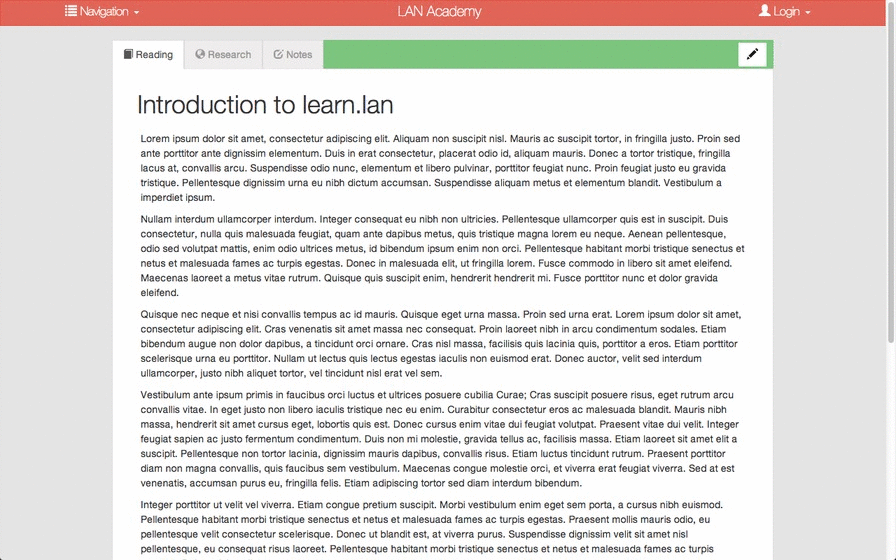 Navigation
LAN Academy
Login
Reading
Research
Notes
Introduction to learn.lan
Lorem ipsum dolor sit amet, consectetur adipiscing elit. Aliquam non suscipit nisl. Mauris ac suscipit tortor, in fringilla justo. Proin sed
ante porttitor ante dignissim elementum. Duis in erat consectetur, placerat odio id, aliquam mauris. Donec a tortor tristique, fringilla
lacus at, convallis arcu. Suspendisse odio nunc, elementum et libero pulvinar, porttitor feugiat nunc. Proin feugiat justo eu gravida
tristique. Pellentesque dignissim urna eu nibh dictum accumsan. Suspendisse aliquam metus et elementum blandit. Vestibulum a
imperdiet ipsum.
Nullam interdum ullamcorper interdum. Integer consequat eu nibh non ultricies. Pellentesque ullamcorper quis est in suscipit. Duis
consectetur, nulla quis malesuada feugiat, quam ante dapibus metus, quis tristique magna lorem eu neque. Aenean pellentesque,
odio sed volutpat mattis, enim odio ultrices metus, id bibendum ipsum enim non orci. Pellentesque habitant morbi tristique senectus et
netus et malesuada fames ac turpis egestas. Donec in malesuada elit, ut fringilla lorem. Fusce commodo in libero sit amet eleifend.
Maecenas laoreet a metus vitae rutrum. Quisque quis suscipit enim, hendrerit hendrerit mi. Fusce porttitor nunc et dolor gravida
eleifend.
Quisque nec neque et nisi convallis tempus ac id mauris. Quisque eget urna massa. Proin sed urna erat. Lorem ipsum dolor sit amet,
consectetur adipiscing elit. Cras venenatis sit amet massa nec consequat. Proin laoreet nibh in arcu condimentum sodales. Etiam
bibendum augue non dolor dapibus, a tincidunt orci ornare. Cras nisl massa, facilisis quis lacinia quis, porttitor a eros. Etiam porttitor
scelerisque urna eu porttitor. Nullam ut lectus quis lectus egestas iaculis non euismod erat. Donec auctor, velit sed interdum
ullamcorper, justo nibh aliquet tortor, vel tincidunt nisl erat vel sem.
Vestibulum ante ipsum primis in faucibus orci luctus et ultrices posuere cubilia Curae; Cras suscipit posuere risus, eget rutrum arcu
convallis vitae. In eget justo non libero iaculis tristique nec eu enim. Curabitur consectetur eros ac malesuada blandit. Mauris nibh
massa, hendrerit sit amet cursus eget, lobortis quis est. Donec cursus enim vitae dui feugiat volutpat. Praesent vitae dui velit. Integer
feugiat sapien ac justo fermentum condimentum. Duis non mi molestie, gravida tellus ac, facilisis massa. Etiam laoreet sit amet elit a
suscipit. Pellentesque non tortor lacinia, dignissim mauris dapibus, convallis risus. Etiam luctus tincidunt rutrum. Praesent porttitor
diam non magna convallis, quis faucibus sem vestibulum. Maecenas congue molestie orci, et viverra erat feugiat viverra. Sed at est
venenatis, accumsan purus eu, fringilla felis. Etiam adipiscing tortor sed diam interdum bibendum.
Integer porttitor ut velit vel viverra. Etiam congue pretium suscipit. Morbi vestibulum enim eget sem porta, a cursus nibh euismod.
Pellentesque habitant morbi tristique senectus et netus et malesuada fames ac turpis egestas. Praesent mollis mauris odio, eu
pellentesque velit consectetur scelerisque. Donec ut blandit est, at viverra purus. Suspendisse dignissim velit sit amet nisl
pellentesque, eu consequat risus laoreet. Pellentesque habitant morbi tristique senectus et netus et malesuada fames ac turpis